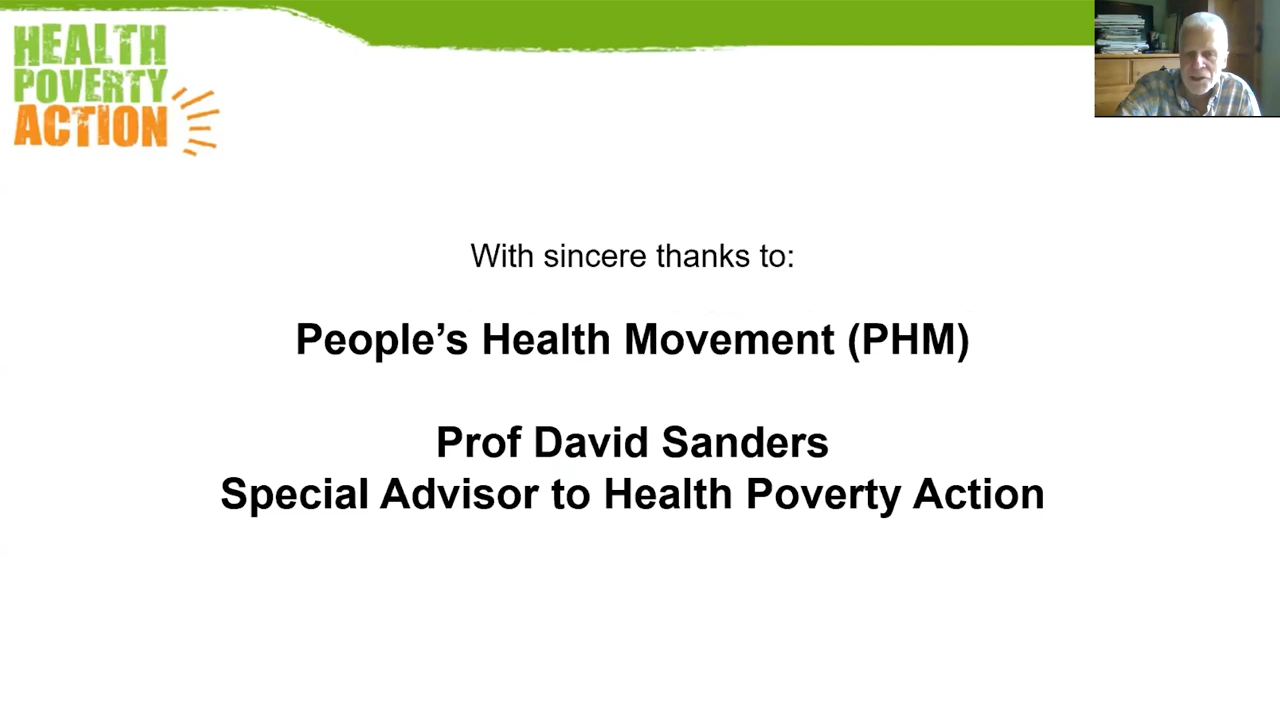 HEALTH
POVERTY
ACTION
With sincere thanks to:
People’s Health Movement (PHM)
Prof David Sanders
Special Advisor to Health Poverty Action